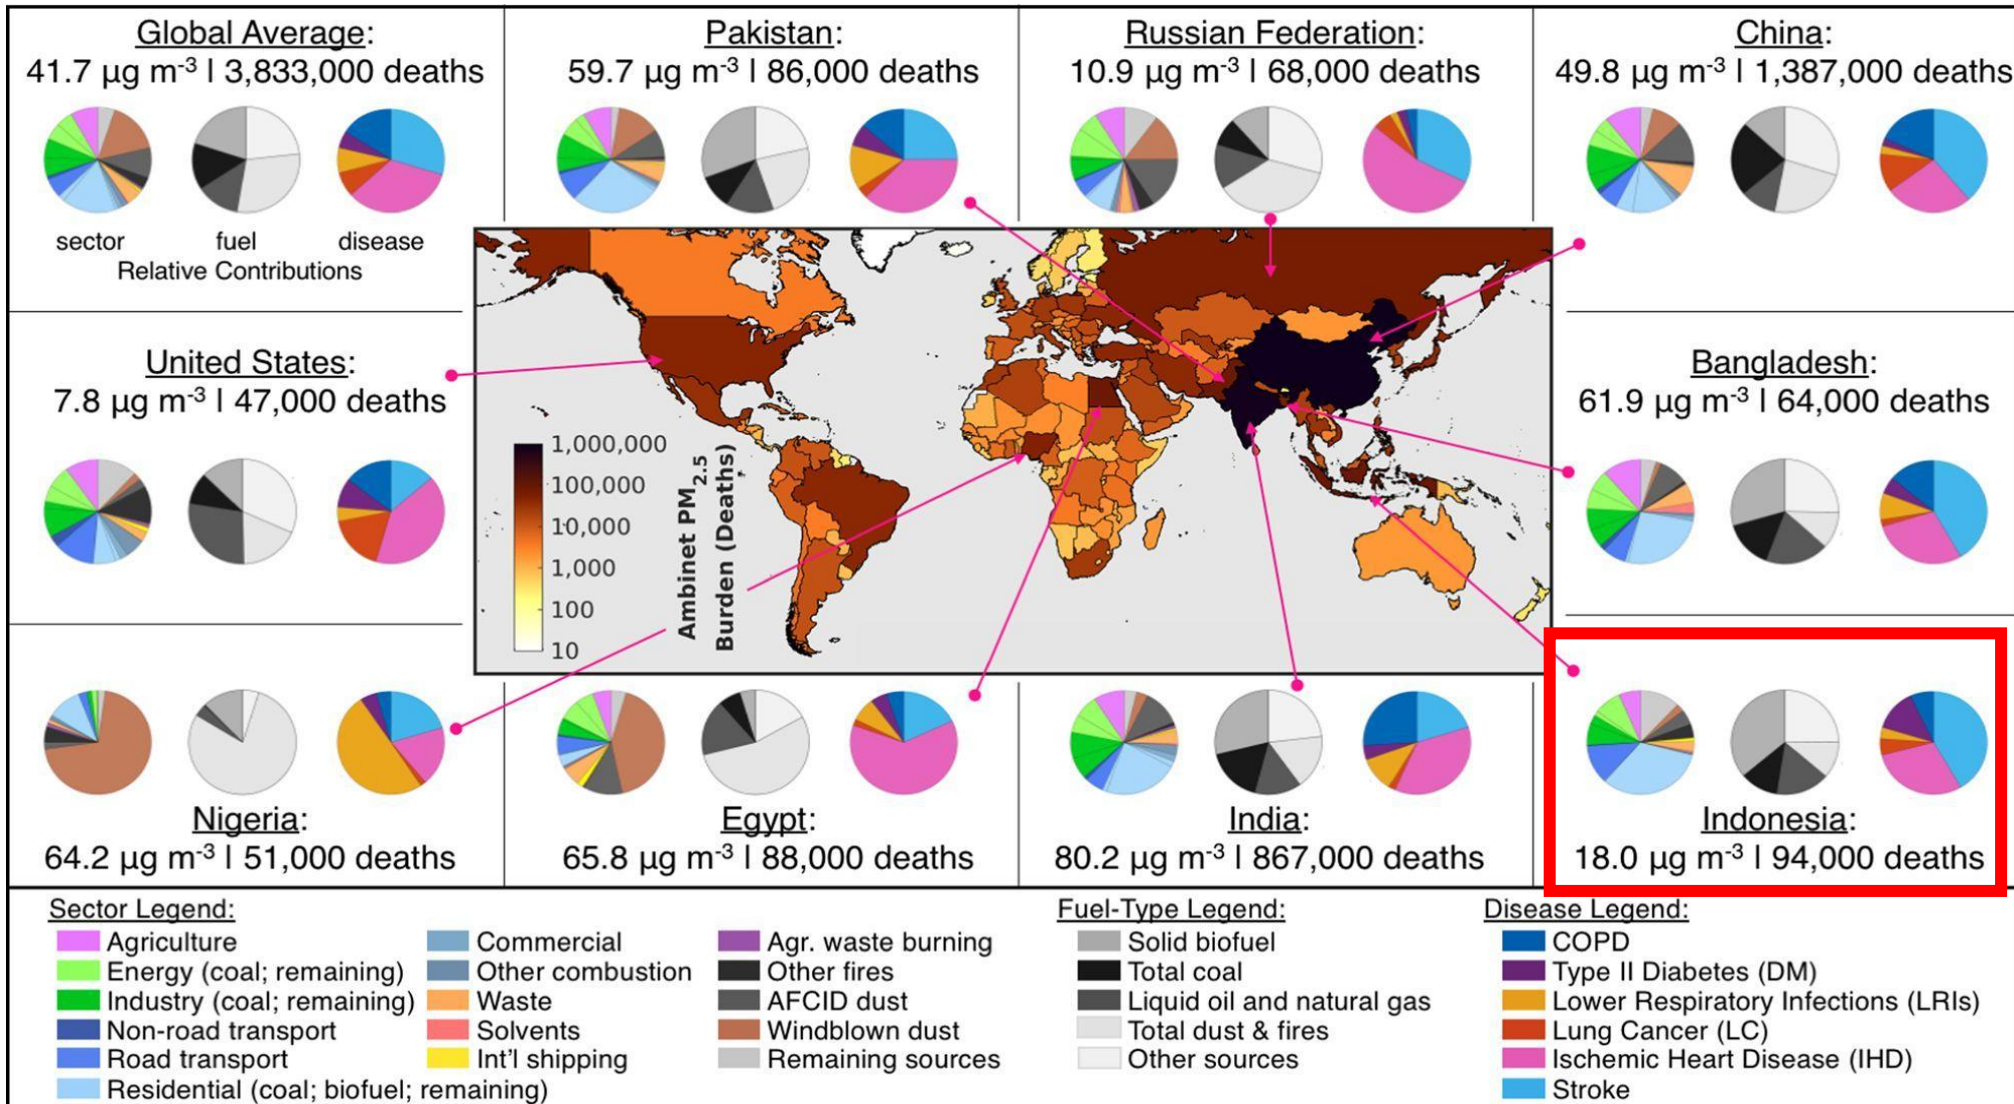 Global Average:
41.7 µg m-3 | 3,833,000 deaths
sector fuel disease
Relative Contributions
Pakistan:
59.7 µg m-3 | 86,000 deaths
Russian Federation:
10.9 µg m-3 | 68,000 deaths
China:
49.8 µg m-3 | 1,387,000 deaths
United States:
7.8 µg m-3 | 47,000 deaths
1,000,000
100,000
10,000
1,000
100
10
Ambinet PM2.5
Burden (Deaths)
Bangladesh:
61.9 µg m-3 | 64,000 deaths
Nigeria:
64.2 µg m-3 | 51,000 deaths
Egypt:
65.8 µg m-3 | 88,000 deaths
India:
80.2 µg m-3 | 867,000 deaths
Indonesia:
18.0 µg m-3 | 94,000 deaths
Sector Legend:
Agriculture
Energy (coal; remaining)
Industry (coal; remaining)
Non-road transport
Road transport
Residential (coal; biofuel; remaining)
Commercial
Other combustion
Waste
Solvents
Int'l shipping
Agr. waste burning
Other fires
AFCID dust
Windblown dust
Remaining sources
Fuel-Type Legend:
Solid biofuel
Total coal
Liquid oil and natural gas
Total dust & fires
Other sources
Disease Legend:
COPD
Type II Diabetes (DM)
Lower Respiratory Infections (LRIs)
Lung Cancer (LC)
Ischemic Heart Disease (IHD)
Stroke